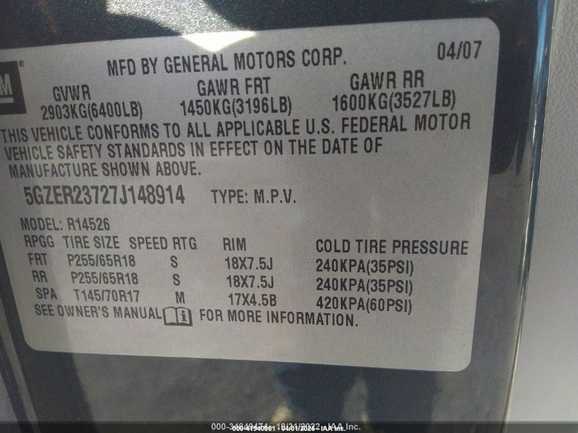 GM
MFD BY GENERAL MOTORS CORP. 04/07
GVWR GAWR FRT GAWR RR
2903KG(6400LB) 1450KG(3196LB) 1600KG(3527LB)
THIS VEHICLE CONFORMS TO ALL APPLICABLE U.S. FEDERAL MOTOR
VEHICLE SAFETY STANDARDS IN EFFECT ON THE DATE OF
MANUFACTURE SHOWN ABOVE.
5GZER23727J148914 TYPE: M.P.V.
MODEL: R14526
RPGG TIRE SIZE SPEED RTG RIM COLD TIRE PRESSURE
FRT P255/65R18 S 18X7.5J 240KPA(35PSI)
RR P255/65R18 S 18X7.5J 240KPA(35PSI)
SPA T145/70R17 M 17X4.5B 420KPA(60PSI)
SEE OWNER'S MANUAL FOR MORE INFORMATION.